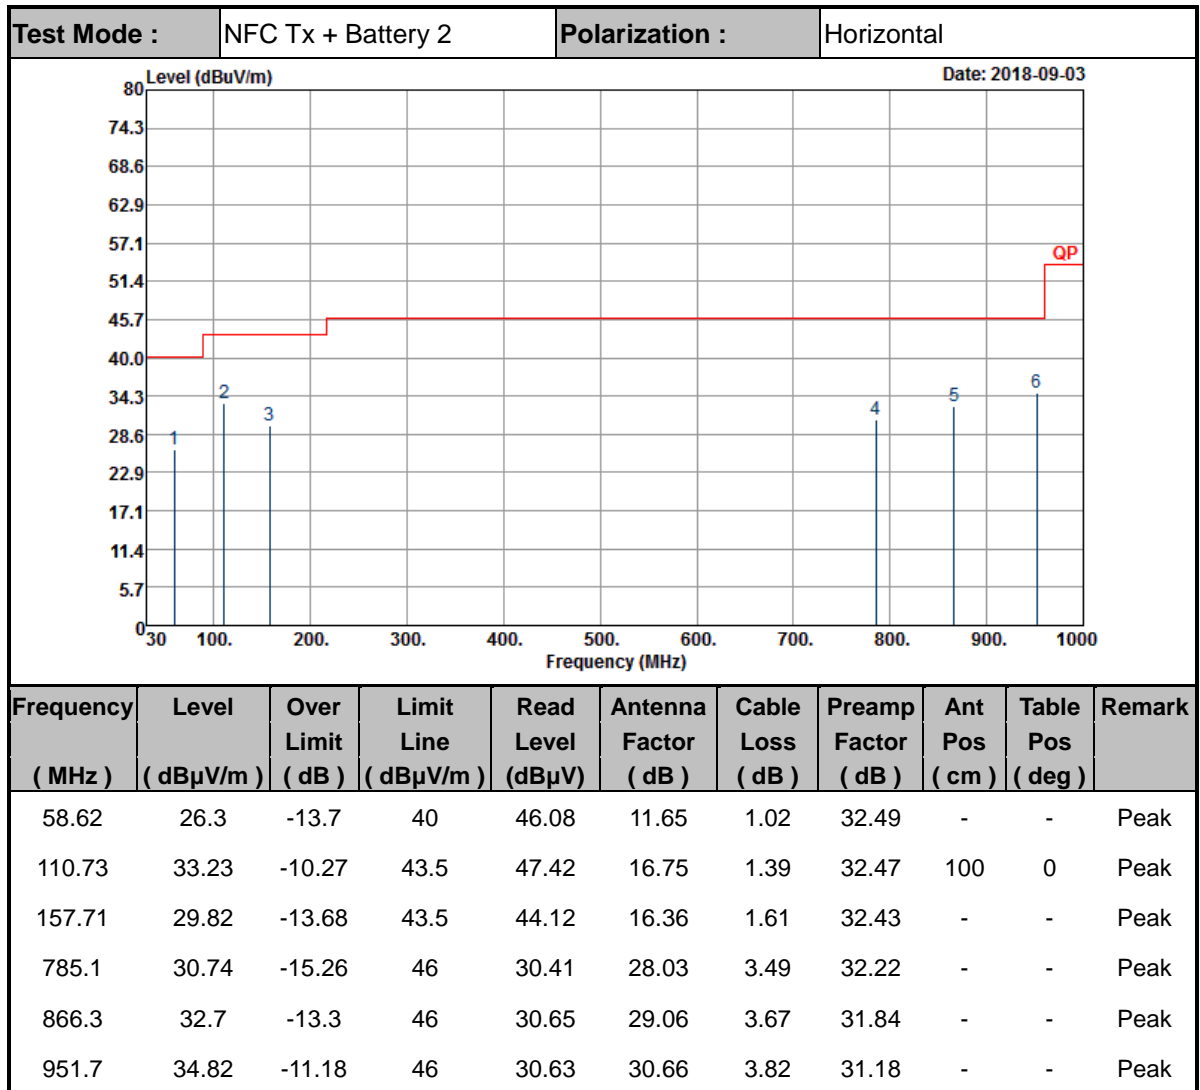 Test Mode : NFC Tx + Battery 2 Polarization : Horizontal
Level (dBuV/m) Date: 2018-09-03
80
74.3
68.6
62.9
57.1
QP
51.4
45.7
40.0
34.3
28.6
22.9
17.1
11.4
5.7
0
1 2 3 4 5 6
30 100. 200. 300. 400. 500. 600. 700. 800. 900. 1000
Frequency (MHz)
Frequency Level Over Limit Read Antenna Cable Preamp Ant Table Remark
Limit Line Level Factor Loss Factor Pos Pos
( MHz ) ( dBµV/m ) ( dB ) ( dBµV/m ) (dBµV) ( dB ) ( dB ) ( dB ) ( cm ) ( deg )
58.62 26.3 -13.7 40 46.08 11.65 1.02 32.49 - - Peak
110.73 33.23 -10.27 43.5 47.42 16.75 1.39 32.47 100 0 Peak
157.71 29.82 -13.68 43.5 44.12 16.36 1.61 32.43 - - Peak
785.1 30.74 -15.26 46 30.41 28.03 3.49 32.22 - - Peak
866.3 32.7 -13.3 46 30.65 29.06 3.67 31.84 - - Peak
951.7 34.82 -11.18 46 30.63 30.66 3.82 31.18 - - Peak